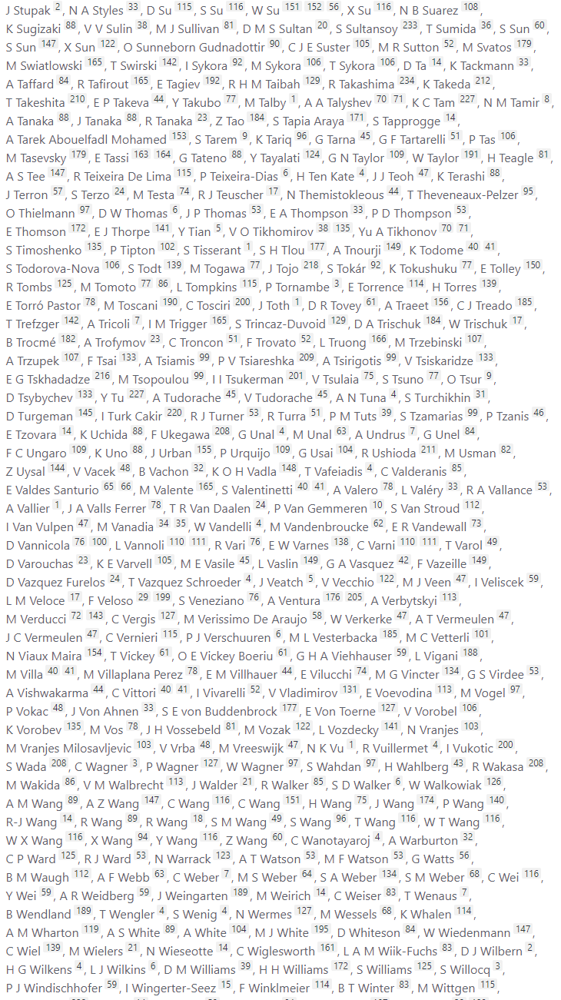 J Stupak 2, N A Styles 33, D Su 115, S Su 116, W Su 151 152 56, X Su 116, N B Suarez 108,
K Sugizaki 88, V V Sulin 38, M J Sullivan 81, D M S Sultan 20, S Sultansoy 233, T Sumida 36, S Sun 60,
S Sun 147, X Sun 122, O Sunneborn Gudnadottir 90, C J E Suster 105, M R Sutton 52, M Svatos 179,
M Swiatlowski 165, T Swirski 142, I Sykora 92, M Sykora 106, T Sykora 106, D Ta 14, K Tackmann 33,
A Taffard 84, R Tafirout 165, E Tagiev 192, R H M Taibah 129, R Takashima 234, K Takeda 212,
T Takeshita 210, E P Takeva 44, Y Takubo 77, M Talby 1, A A Talyshev 70 71, K C Tam 227, N M Tamir 8,
A Tanaka 88, J Tanaka 88, R Tanaka 23, Z Tao 184, S Tapia Araya 171, S Tapprogge 14,
A Tarek Abouelfadl Mohamed 153, S Tarem 9, K Tariq 96, G Tarna 45, G F Tartarelli 51, P Tas 106,
M Tasevsky 179, E Tassi 163 164, G Tateno 88, Y Tayalati 124, G N Taylor 109, W Taylor 191, H Teagle 81,
A S Tee 147, R Teixeira De Lima 115, P Teixeira-Dias 6, H Ten Kate 4, J J Teoh 47, K Terashi 88,
J Terron 57, S Terzo 24, M Testa 74, R J Teuscher 17, N Themistokleous 44, T Theveneaux-Pelzer 95,
O Thielmann 97, D W Thomas 6, J P Thomas 53, E A Thompson 33, P D Thompson 53,
E Thomson 172, E J Thorpe 141, Y Tian 5, V O Tikhomirov 38 135, Yu A Tikhonov 70 71,
S Timoshenko 135, P Tipton 102, S Tisserant 1, S H Tlou 177, A Tnourji 149, K Todome 40 41,
S Todorova-Nova 106, S Todt 139, M Togawa 77, J Tojo 218, S Tokár 92, K Tokushuku 77, E Tolley 150,
R Tombs 125, M Tomoto 77 86, L Tompkins 115, P Tornambe 3, E Torrence 114, H Torres 139,
E Torró Pastor 78, M Toscani 190, C Tosciri 200, J Toth 1, D R Tovey 61, A Traeet 156, C J Treado 185,
T Trefzger 142, A Tricoli 7, I M Trigger 165, S Trincaz-Duvoid 129, D A Trischuk 184, W Trischuk 17,
B Trocmé 182, A Trofymov 23, C Troncon 51, F Trovato 52, L Truong 166, M Trzebinski 107,
A Trzupek 107, F Tsai 133, A Tsiamis 99, P V Tsiareshka 209, A Tsirigotis 99, V Tsiskaridze 133,
E G Tskhadadze 216, M Tsopoulou 99, I I Tsukerman 201, V Tsulaia 75, S Tsuno 77, O Tsur 9,
D Tsybychev 133, Y Tu 227, A Tudorache 45, V Tudorache 45, A N Tuna 4, S Turchikhin 31,
D Turgeman 145, I Turk Cakir 220, R J Turner 53, R Turra 51, P M Tuts 39, S Tzamarias 99, P Tzanis 46,
E Tzovara 14, K Uchida 88, F Ukegawa 208, G Unal 4, M Unal 63, A Undrus 7, G Unel 84,
F C Ungaro 109, K Uno 88, J Urban 155, P Urquijo 109, G Usai 104, R Ushioda 211, M Usman 82,
Z Uysal 144, V Vacek 48, B Vachon 32, K O H Vadla 148, T Vafeiadis 4, C Valderanis 85,
E Valdes Santurio 65 66, M Valente 165, S Valentinetti 40 41, A Valero 78, L Valéry 33, R A Vallance 53,
A Vallier 1, J A Valls Ferrer 78, T R Van Daalen 24, P Van Gemmeren 10, S Van Stroud 112,
I Van Vulpen 47, M Vanadia 34 35, W Vandelli 4, M Vandenbroucke 62, E R Vandewall 73,
D Vannicola 76 100, L Vannoli 110 111, R Vari 76, E W Varnes 138, C Varni 110 111, T Varol 49,
D Varouchas 23, K E Varvell 105, M E Vasile 45, L Vaslin 149, G A Vasquez 42, F Vazeille 149,
D Vazquez Furelos 24, T Vazquez Schroeder 4, J Veatch 5, V Vecchio 122, M J Veen 47, I Veliscek 59,
L M Veloce 17, F Veloso 29 199, S Veneziano 76, A Ventura 176 205, A Verbytskyi 113,
M Verducci 72 143, C Vergis 127, M Verissimo De Araujo 58, W Verkerke 47, A T Vermeulen 47,
J C Vermeulen 47, C Vernieri 115, P J Verschuuren 6, M L Vesterbacka 185, M C Vetterli 101,
N Viaux Maira 154, T Vickey 61, O E Vickey Boeriu 61, G H A Viehhauser 59, L Vigani 188,
M Villa 40 41, M Villaplana Perez 78, E M Villhauer 44, E Vilucchi 74, M G Vincter 134, G S Virdee 53,
A Vishwakarma 44, C Vittori 40 41, I Vivarelli 52, V Vladimirov 131, E Voevodina 113, M Vogel 97,
P Vokac 48, J Von Ahnen 33, S E von Buddenbrock 177, E Von Toerne 127, V Vorobel 106,
K Vorobev 135, M Vos 78, J H Vossebeld 81, M Vozak 122, L Vozdecky 141, N Vranjes 103,
M Vranjes Milosavljevic 103, V Vrba 48, M Vreeswijk 47, N K Vu 1, R Vuillermet 4, I Vukotic 200,
S Wada 208, C Wagner 3, P Wagner 127, W Wagner 97, S Wahdan 97, H Wahlberg 43, R Wakasa 208,
M Wakida 86, V M Walbrecht 113, J Walder 21, R Walker 85, S D Walker 6, W Walkowiak 126,
A M Wang 89, A Z Wang 147, C Wang 116, C Wang 151, H Wang 75, J Wang 174, P Wang 140,
R-J Wang 14, R Wang 89, R Wang 18, S M Wang 49, S Wang 96, T Wang 116, W T Wang 116,
W X Wang 116, X Wang 94, Y Wang 116, Z Wang 60, C Wanotayaroj 4, A Warburton 32,
C P Ward 125, R J Ward 53, N Warrack 123, A T Watson 53, M F Watson 53, G Watts 56,
B M Waugh 112, A F Webb 63, C Weber 7, M S Weber 64, S A Weber 134, S M Weber 68, C Wei 116,
Y Wei 59, A R Weidberg 59, J Weingarten 189, M Weirich 14, C Weiser 83, T Wenaus 7,
B Wendland 189, T Wengler 4, S Wenig 4, N Wermes 127, M Wessels 68, K Whalen 114,
A M Wharton 119, A S White 89, A White 104, M J White 195, D Whiteson 84, W Wiedenmann 147,
C Wiel 139, M Wielers 21, N Wieseotte 14, C Wiglesworth 161, L A M Wiik-Fuchs 83, D J Wilbern 2,
H G Wilkens 4, L J Wilkins 6, D M Williams 39, H H Williams 172, S Williams 125, S Willocq 3,
P J Windischhofer 59, I Wingerter-Seez 15, F Winklmeier 114, B T Winter 83, M Wittgen 115,